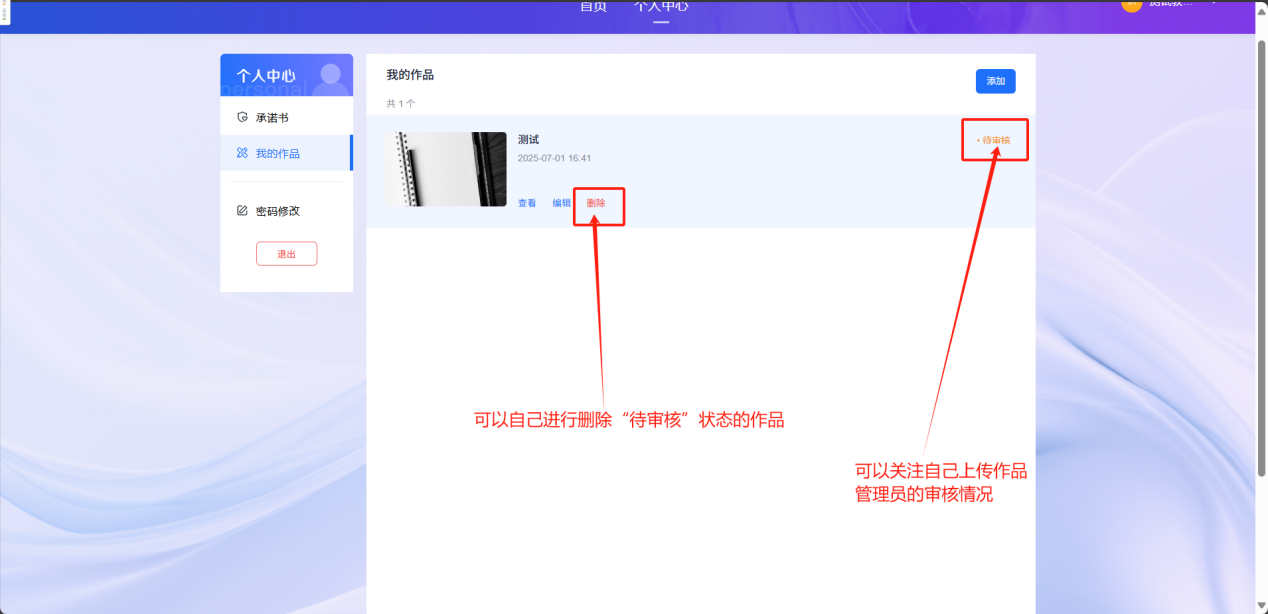 首页 个人中心
个人中心
personal
承诺书
我的作品
密码修改
退出
我的作品
添加
共 1 个
测试
待审核
2025-07-01 16:41
查看 编辑 删除
可以自己进行删除“待审核”状态的作品
可以关注自己上传作品
管理员的审核情况